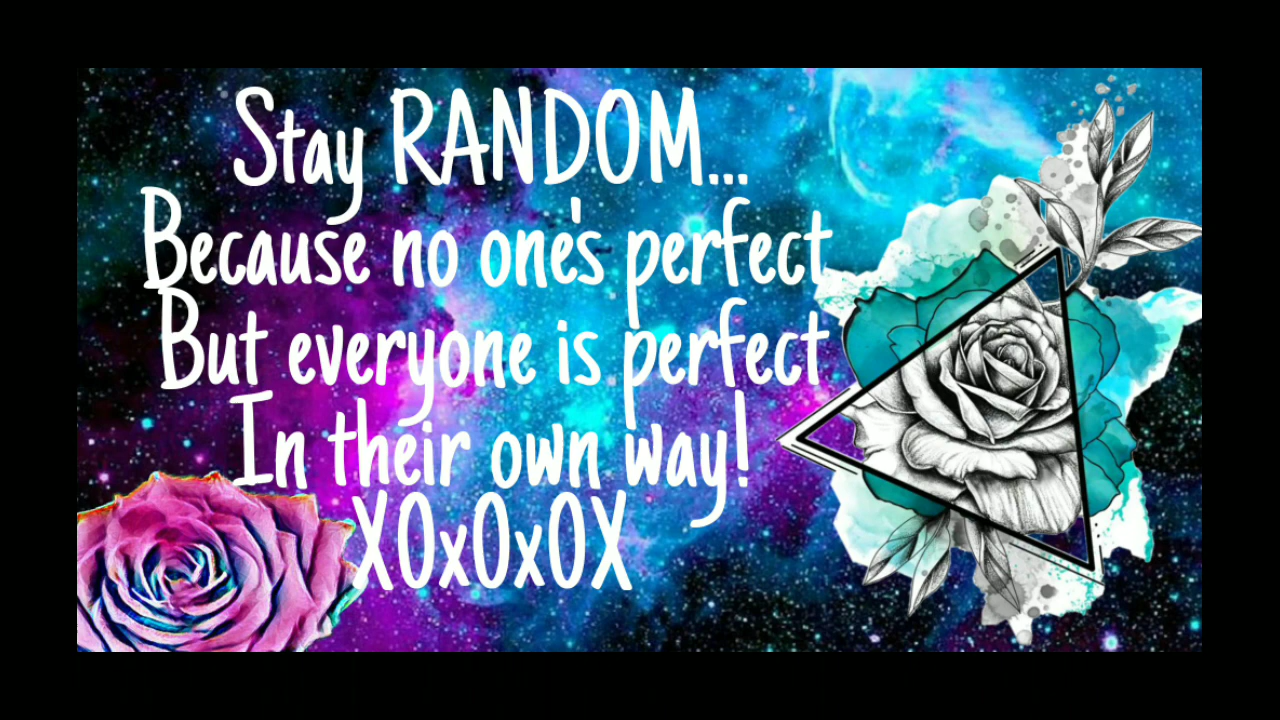 Stay RANDOM...
Because no one's perfect
But everyone is perfect
In their own way!
XOxOxOX